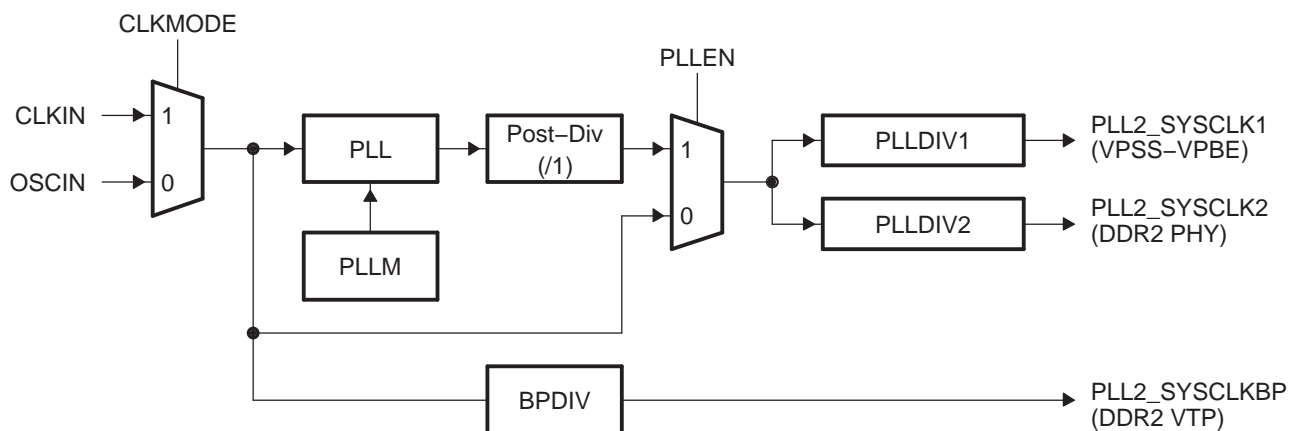 CLKMODE
PLLEN
CLKIN
1
OSCIN
0
PLL
Post−Div
(/1)
1
0
PLLM
PLLDIV1
PLL2_SYSCLK1
(VPSS−VPBE)
PLLDIV2
PLL2_SYSCLK2
(DDR2 PHY)
BPDIV
PLL2_SYSCLKBP
(DDR2 VTP)